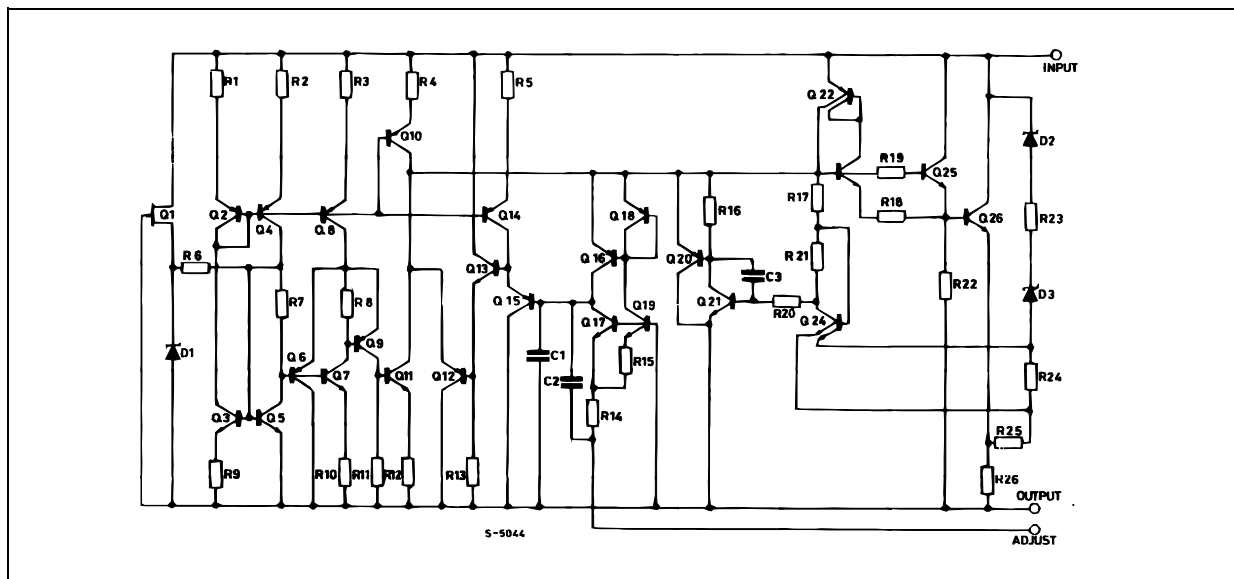 INPUT
R1
R2
R3
R4
R5
Q22
Q10
D2
R19
Q25
Q1
Q2
Q4
Q8
Q14
Q18
R16
R17
R18
Q26
R23
R6
Q13
Q16
Q20
R21
C3
R7
R8
Q15
Q19
Q21
R20
R22
D3
Q17
Q24
D1
Q6
Q9
C1
R15
Q7
Q11
Q12
C2
R24
Q3
Q5
R14
R25
R9
R10
R11
R12
R13
R26
OUTPUT
S-5044
ADJUST